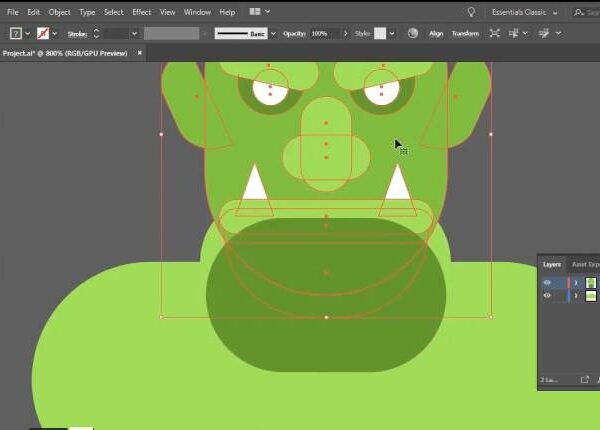 File Edit Object Type Select Effect View Window Help Essentials Classic
Stroke: Basic Opacity: 100% Style: Align Transform
Project.ai* @ 800% (RGB/GPU Preview) ×
Layers Asset Expo
2 La...